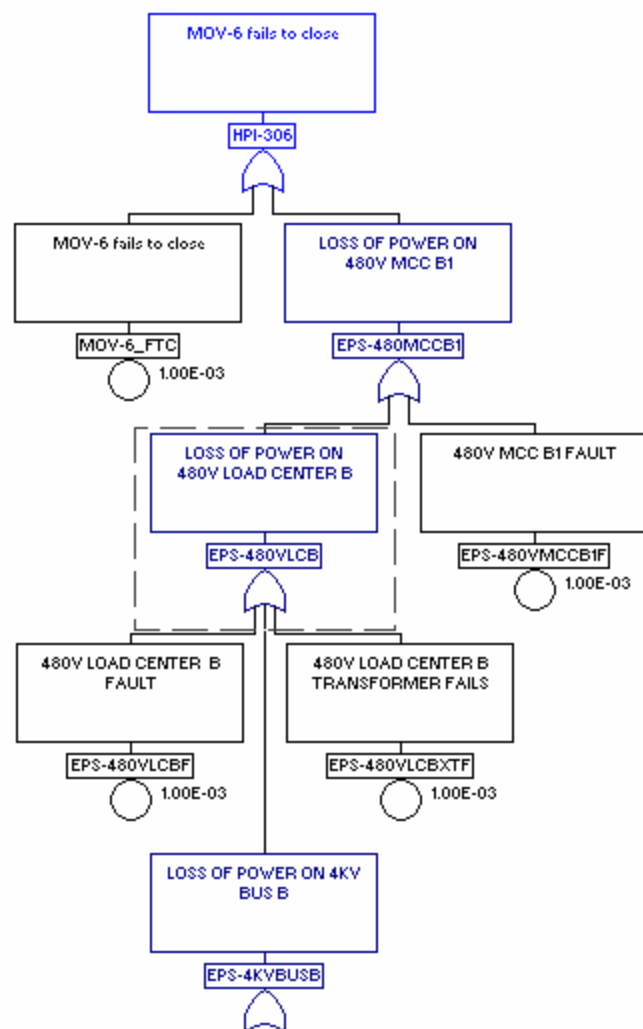 MOV-6 fails to close
HPI-306
MOV-6 fails to close
LOSS OF POWER ON
480V MCC B1
MOV-6_FTC
1.00E-03
EPS-480MCCB1
LOSS OF POWER ON
480V LOAD CENTER B
480V MCC B1 FAULT
EPS-480VLCB
EPS-480VMCCB1F
1.00E-03
480V LOAD CENTER B
FAULT
480V LOAD CENTER B
TRANSFORMER FAILS
EPS-480VLCBF
1.00E-03
EPS-480VLCBXTF
1.00E-03
LOSS OF POWER ON 4KV
BUS B
EPS-4KVBUSB